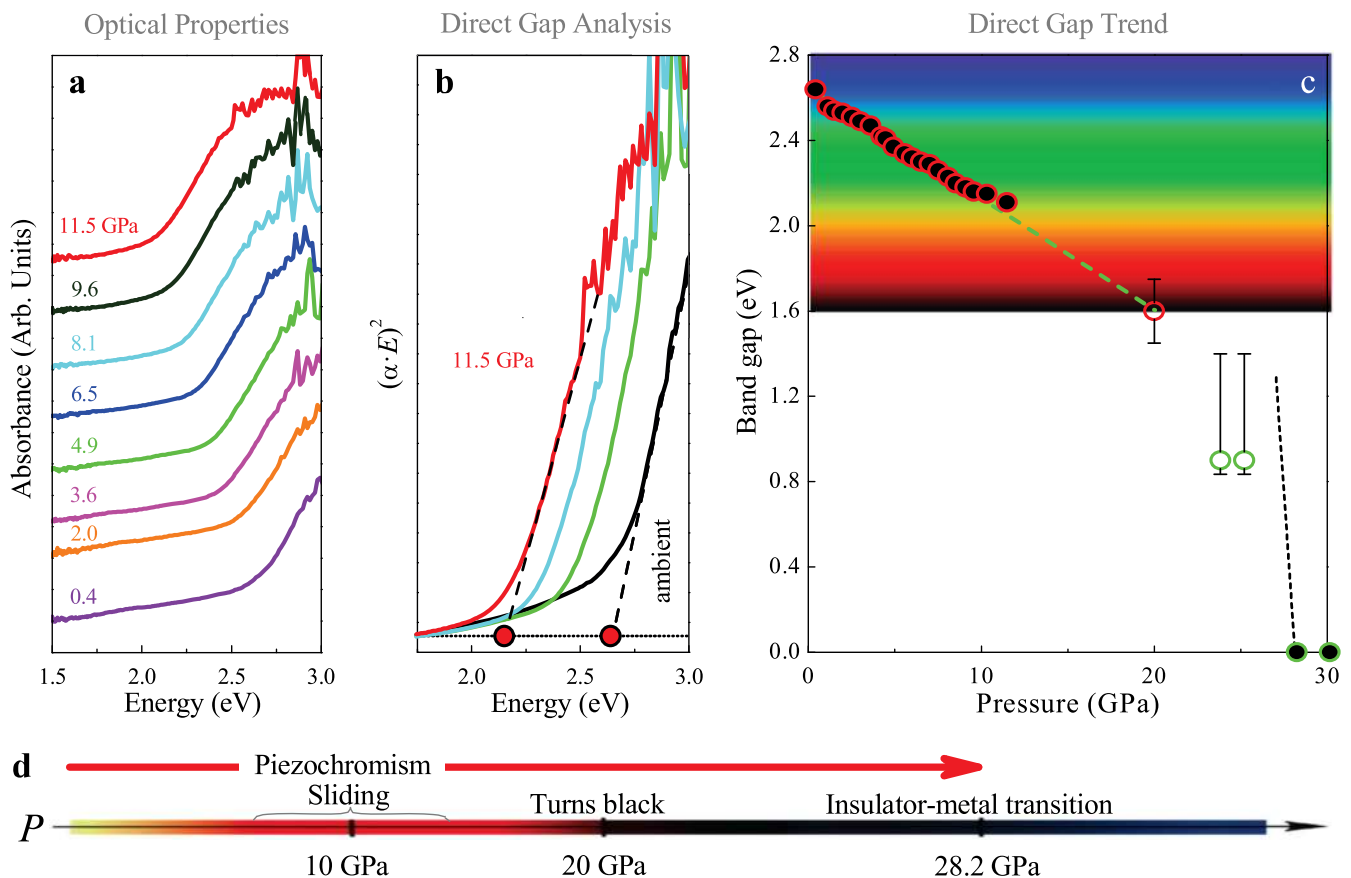 Optical Properties
Direct Gap Analysis
Direct Gap Trend
a
11.5 GPa
9.6
8.1
6.5
4.9
3.6
2.0
0.4
Absorbance (Arb. Units)
1.5 2.0 2.5 3.0
Energy (eV)
b
11.5 GPa
ambient
(α·E)²
2.0 2.5 3.0
Energy (eV)
c
2.8
2.4
2.0
1.6
1.2
0.8
0.4
0.0
Band gap (eV)
0 10 20 30
Pressure (GPa)
d
Piezochromism
Sliding
Turns black
Insulator-metal transition
P
10 GPa
20 GPa
28.2 GPa